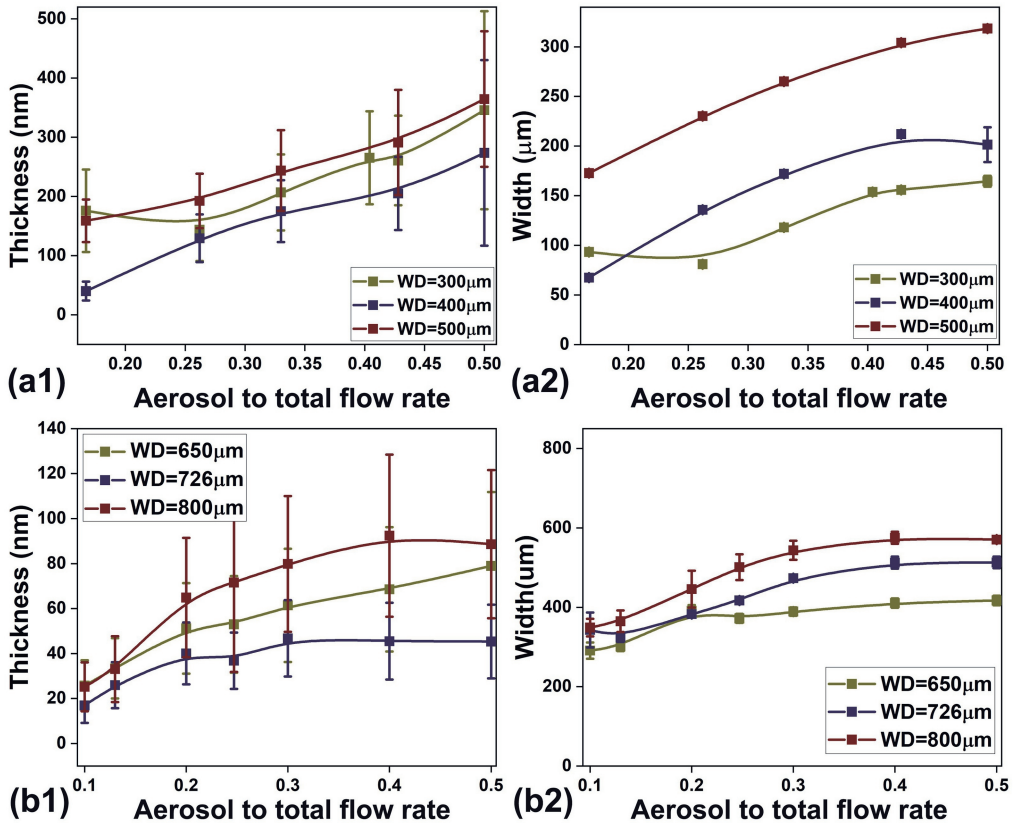 500
400
300
200
100
0
Thickness (nm)
WD=300μm
WD=400μm
WD=500μm
0.20 0.25 0.30 0.35 0.40 0.45 0.50
(a1) Aerosol to total flow rate
300
250
200
150
100
50
0
Width (μm)
WD=300μm
WD=400μm
WD=500μm
0.20 0.25 0.30 0.35 0.40 0.45 0.50
(a2) Aerosol to total flow rate
140
120
100
80
60
40
20
0
Thickness (nm)
WD=650μm
WD=726μm
WD=800μm
0.1 0.2 0.3 0.4 0.5
(b1) Aerosol to total flow rate
800
600
400
200
0
Width(um)
WD=650μm
WD=726μm
WD=800μm
0.1 0.2 0.3 0.4 0.5
(b2) Aerosol to total flow rate